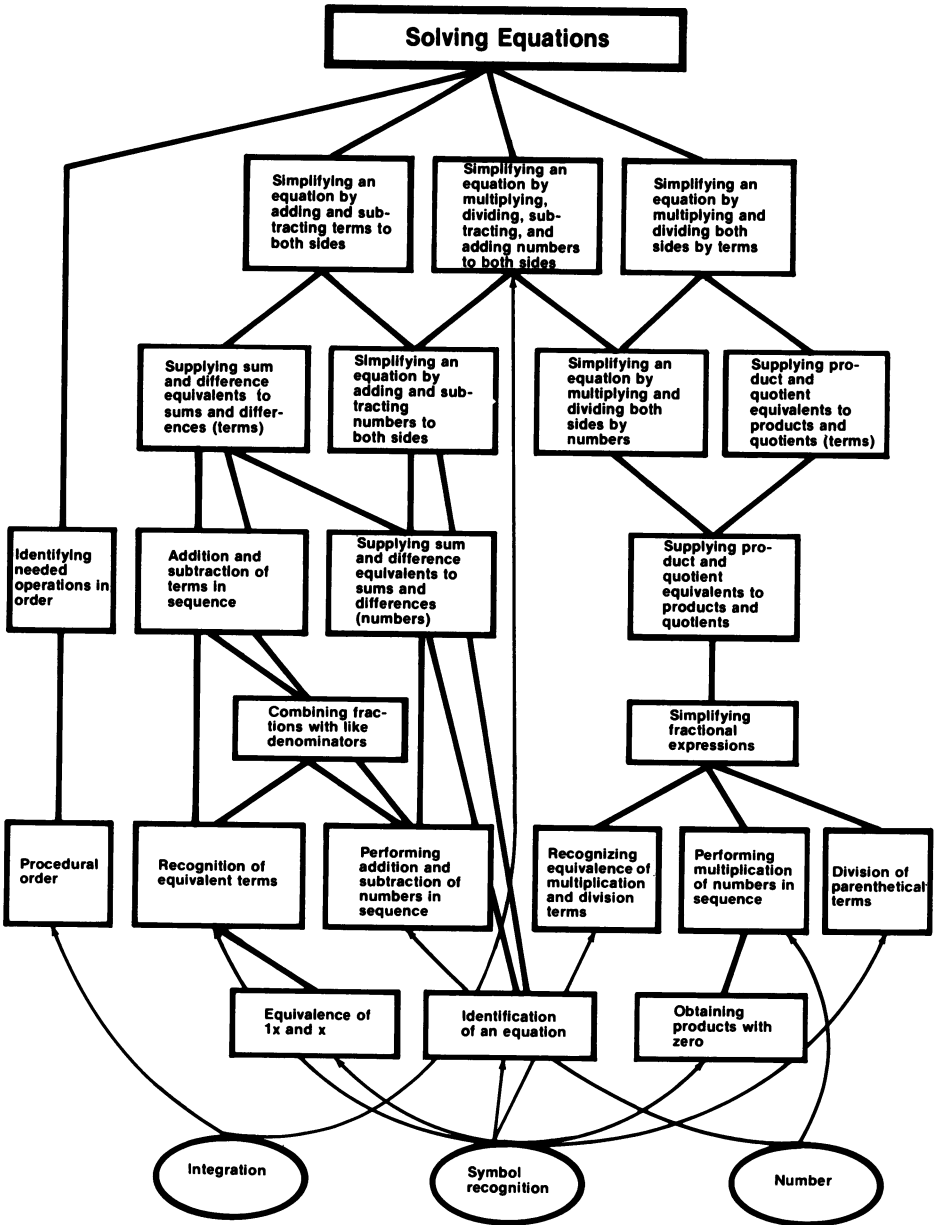 Solving Equations
Simplifying an
equation by
adding and sub-
tracting terms to
both sides
Simplifying an
equation by
multiplying,
dividing, sub-
tracting, and
adding numbers
to both sides
Simplifying an
equation by
multiplying and
dividing both
sides by terms
Supplying sum
and difference
equivalents to
sums and differ-
ences (terms)
Simplifying an
equation by
adding and sub-
tracting
numbers to
both sides
Simplifying an
equation by
multiplying and
dividing both
sides by
numbers
Supplying pro-
duct and
quotient
equivalents to
products and
quotients (terms)
Identifying
needed
operations in
order
Addition and
subtraction of
terms in
sequence
Supplying sum
and difference
equivalents to
sums and
differences
(numbers)
Supplying pro-
duct and
quotient
equivalents to
products and
quotients
Combining frac-
tions with like
denominators
Simplifying
fractional
expressions
Procedural
order
Recognition of
equivalent terms
Performing
addition and
subtraction of
numbers in
sequence
Recognizing
equivalence of
multiplication
and division
terms
Performing
multiplication
of numbers in
sequence
Division of
parenthetical
terms
Equivalence of
1x and x
Identification
of an equation
Obtaining
products with
zero
Integration
Symbol
recognition
Number